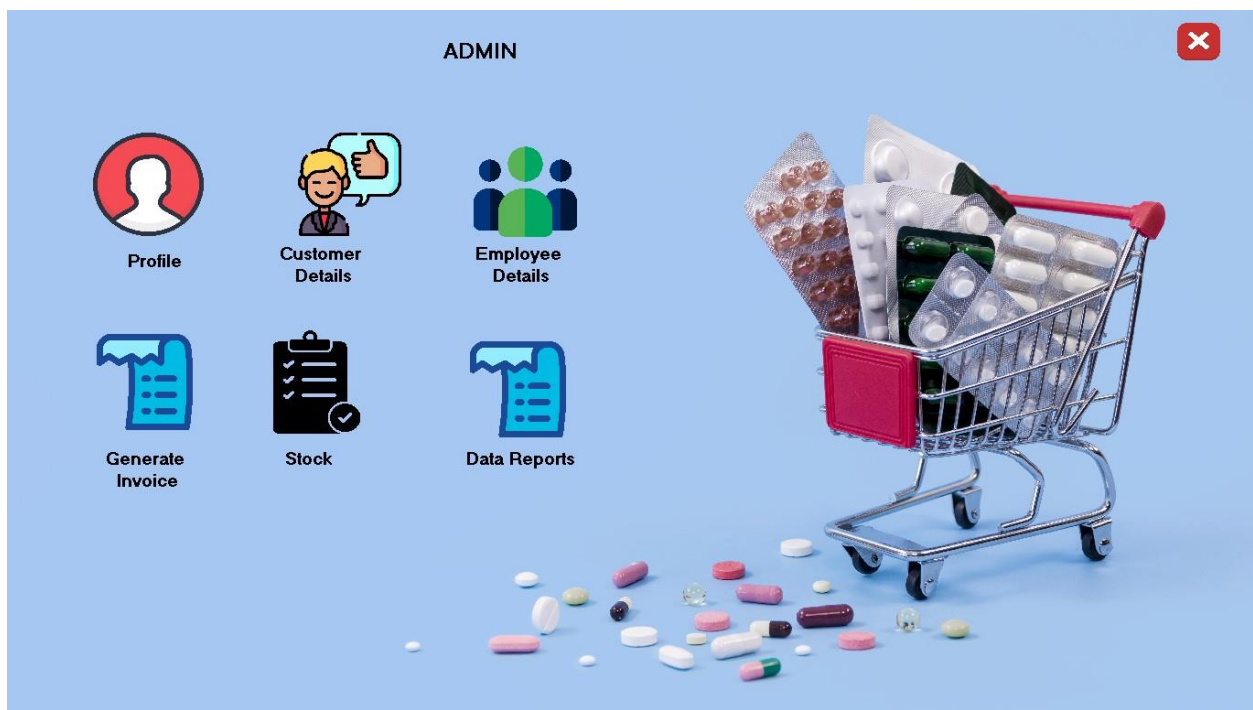 ADMIN
Profile
Customer
Details
Employee
Details
Generate
Invoice
Stock
Data Reports